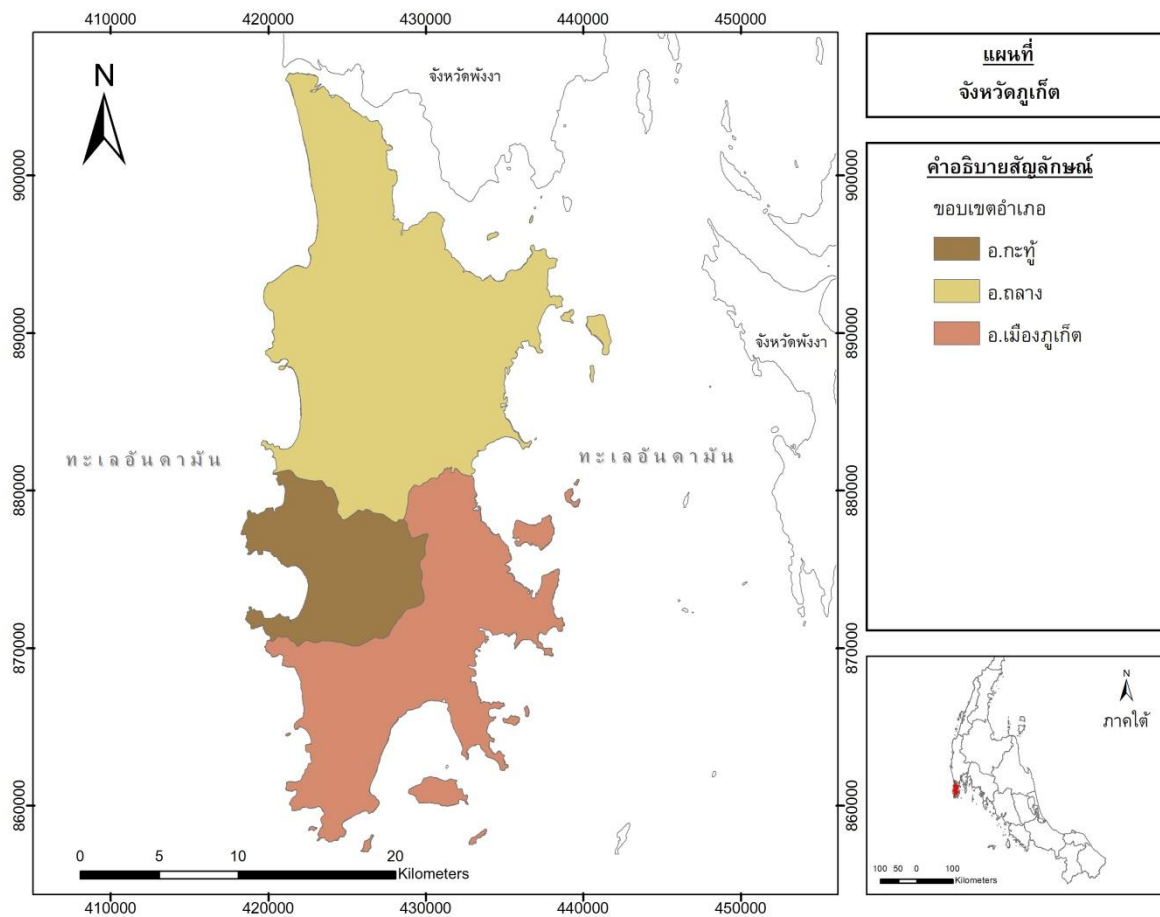 410000 420000 430000 440000 450000
แผนที่
จังหวัดภูเก็ต
N
จังหวัดพังงา
900000 900000
คำอธิบายสัญลักษณ์
ขอบเขตอำเภอ
อ.กะทู้
อ.ถลาง
อ.เมืองภูเก็ต
890000 890000
จังหวัดพังงา
ทะเลอันดามัน ทะเลอันดามัน
880000 880000
870000 870000
860000 860000
0 5 10 20
Kilometers
410000 420000 430000 440000 450000
N
ภาคใต้
100 50 0 100
Kilometers